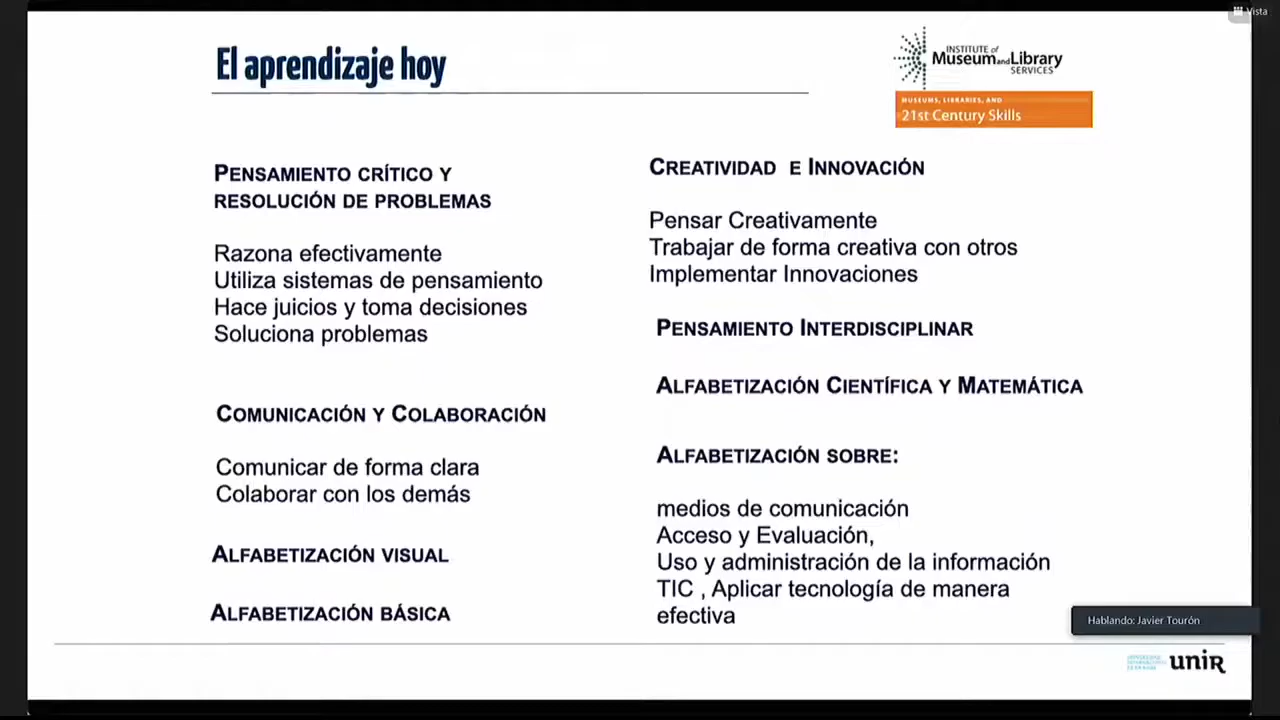 Vista
El aprendizaje hoy
INSTITUTE of
Museum and Library
SERVICES
MUSEUMS, LIBRARIES, AND
21st Century Skills
PENSAMIENTO CRÍTICO Y
RESOLUCIÓN DE PROBLEMAS
Razona efectivamente
Utiliza sistemas de pensamiento
Hace juicios y toma decisiones
Soluciona problemas
COMUNICACIÓN Y COLABORACIÓN
Comunicar de forma clara
Colaborar con los demás
ALFABETIZACIÓN VISUAL
ALFABETIZACIÓN BÁSICA
CREATIVIDAD E INNOVACIÓN
Pensar Creativamente
Trabajar de forma creativa con otros
Implementar Innovaciones
PENSAMIENTO INTERDISCIPLINAR
ALFABETIZACIÓN CIENTÍFICA Y MATEMÁTICA
ALFABETIZACIÓN SOBRE:
medios de comunicación
Acceso y Evaluación,
Uso y administración de la información
TIC , Aplicar tecnología de manera
efectiva
Hablando: Javier Tourón
unir